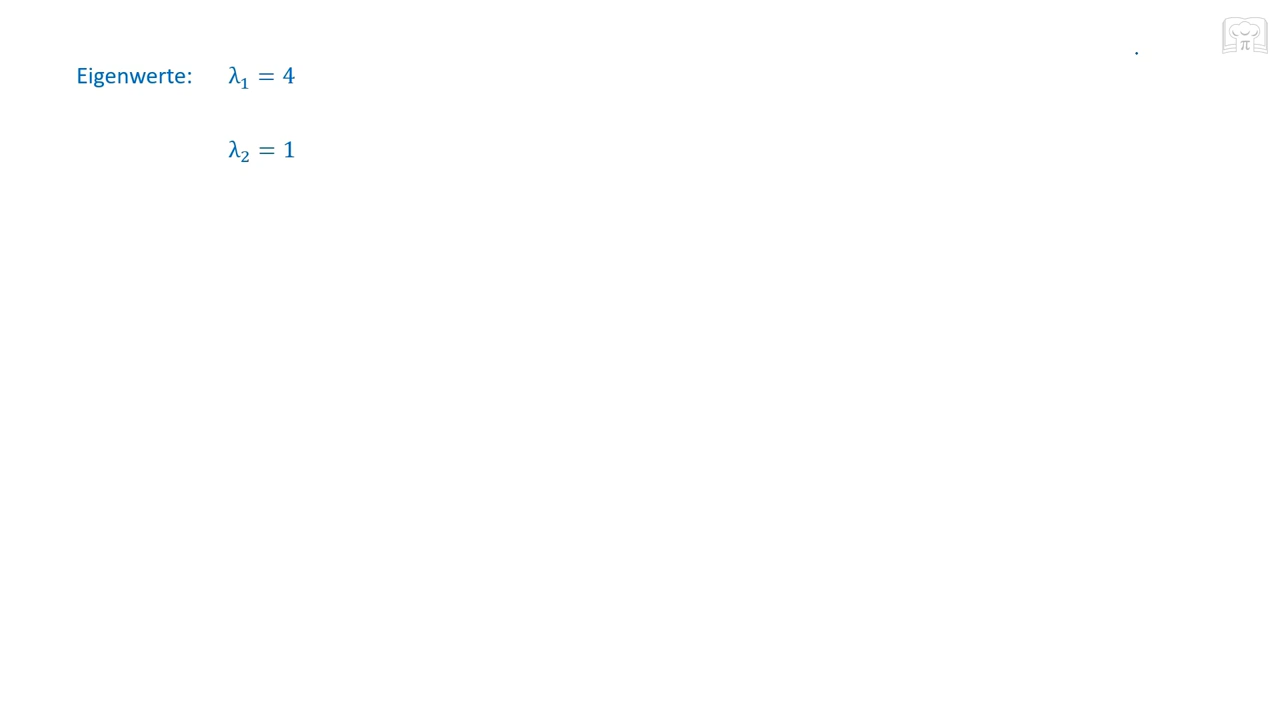 Eigenwerte: λ₁ = 4
λ₂ = 1